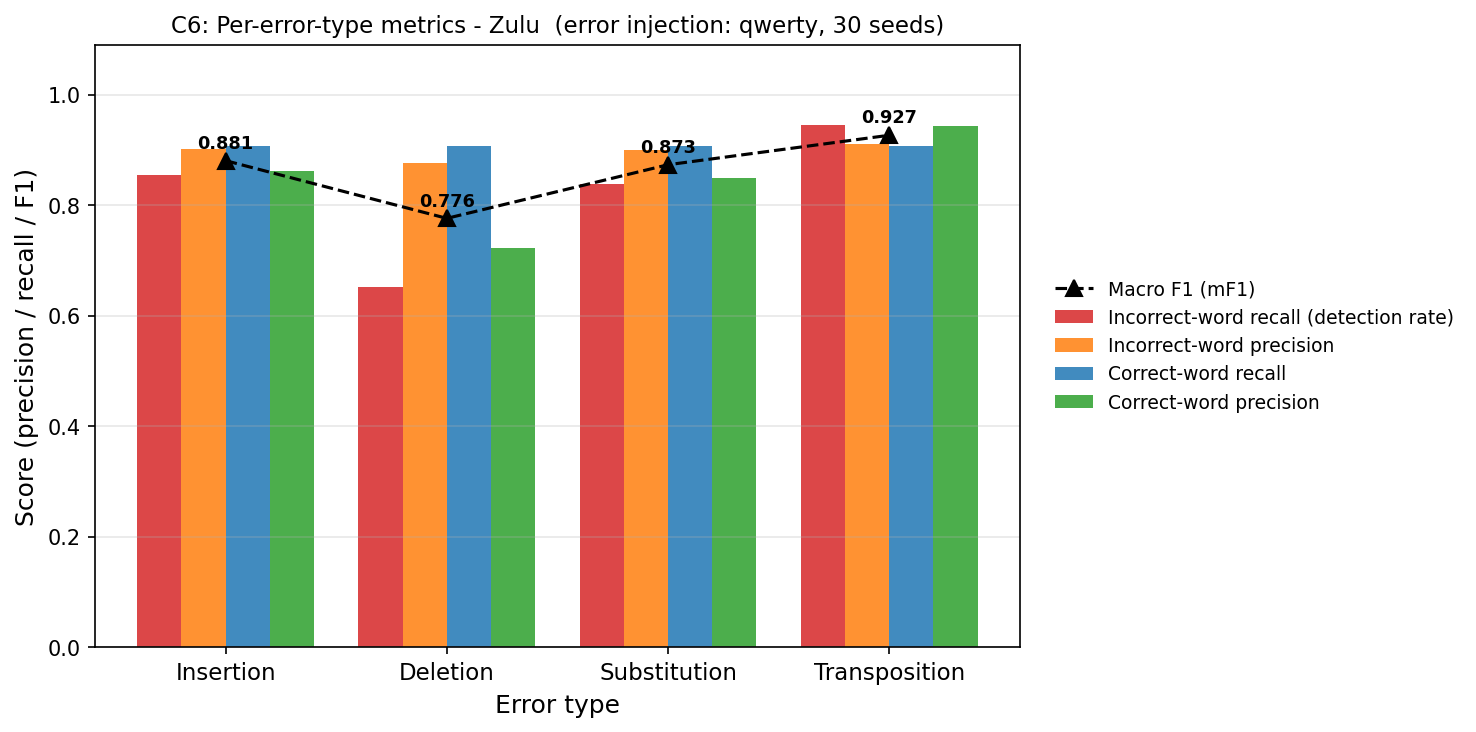 C6: Per-error-type metrics - Zulu  (error injection: qwerty, 30 seeds)
Score (precision / recall / F1)
1.0
0.8
0.6
0.4
0.2
0.0
0.881
0.776
0.873
0.927
Insertion
Deletion
Substitution
Transposition
Error type
Macro F1 (mF1)
Incorrect-word recall (detection rate)
Incorrect-word precision
Correct-word recall
Correct-word precision